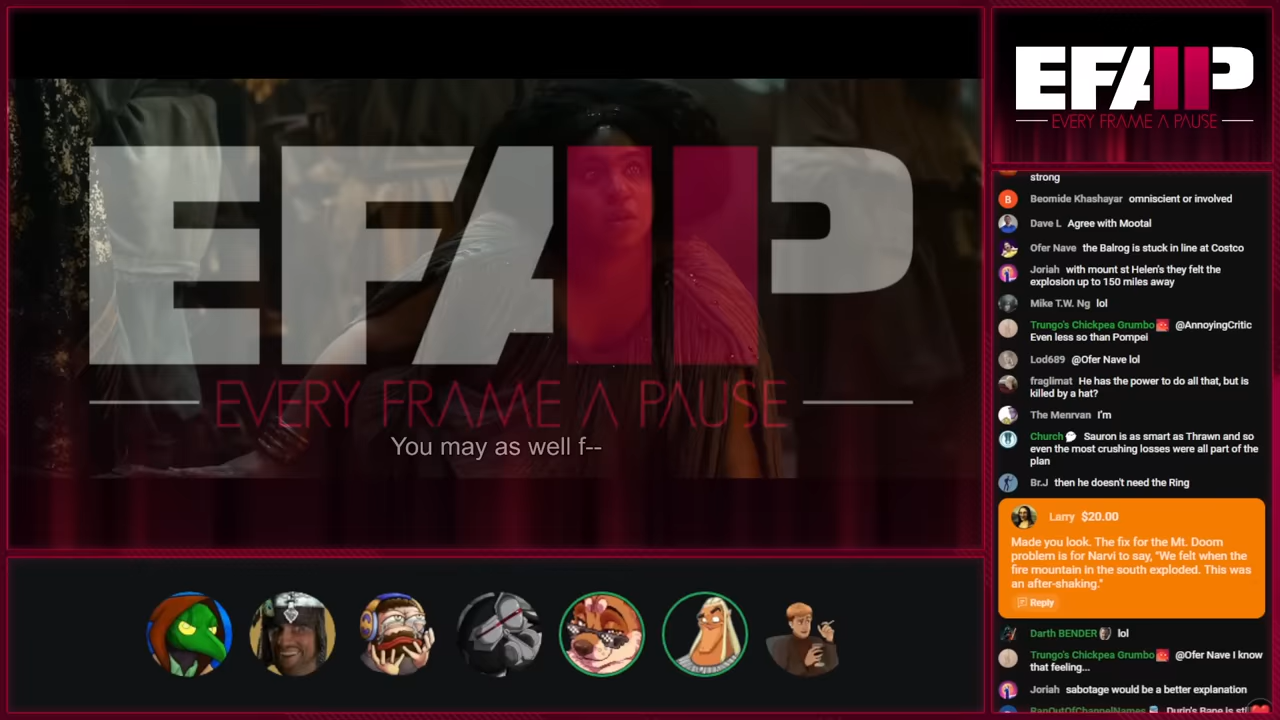 EFAP
EVERY FRAME A PAUSE
You may as well f--
EFAP
EVERY FRAME A PAUSE
strong
B
Beomide Khashayar omniscient or involved
Dave L Agree with Mootal
Ofer Nave the Balrog is stuck in line at Costco
Joriah with mount st Helen's they felt the
explosion up to 150 miles away
Mike T.W. Ng lol
Trungo's Chickpea Grumbo @AnnoyingCritic
Even less so than Pompei
Lod689 @Ofer Nave lol
fraglimat He has the power to do all that, but is
killed by a hat?
The Menrvan I'm
Church Sauron is as smart as Thrawn and so
even the most crushing losses were all part of the
plan
Br.J then he doesn't need the Ring
Larry $20.00
Made you look. The fix for the Mt. Doom
problem is for Narvi to say, "We felt when the
fire mountain in the south exploded. This was
an after-shaking."
Reply
Darth BENDER lol
Trungo's Chickpea Grumbo @Ofer Nave I know
that feeling...
Joriah sabotage would be a better explanation
RanOutOfChannelNames Durin's Bane is